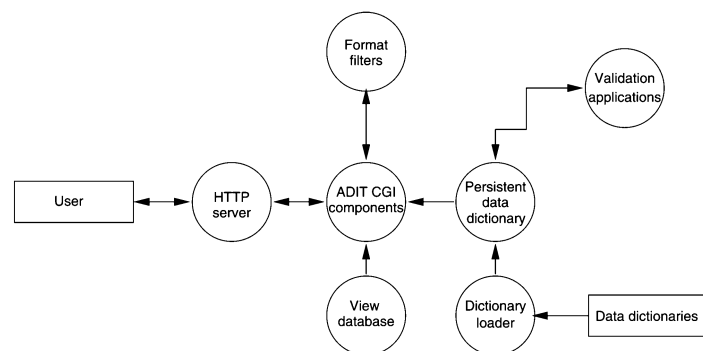 Format
filters
Validation
applications
User
HTTP
server
ADIT CGI
components
Persistent
data
dictionary
View
database
Dictionary
loader
Data dictionaries